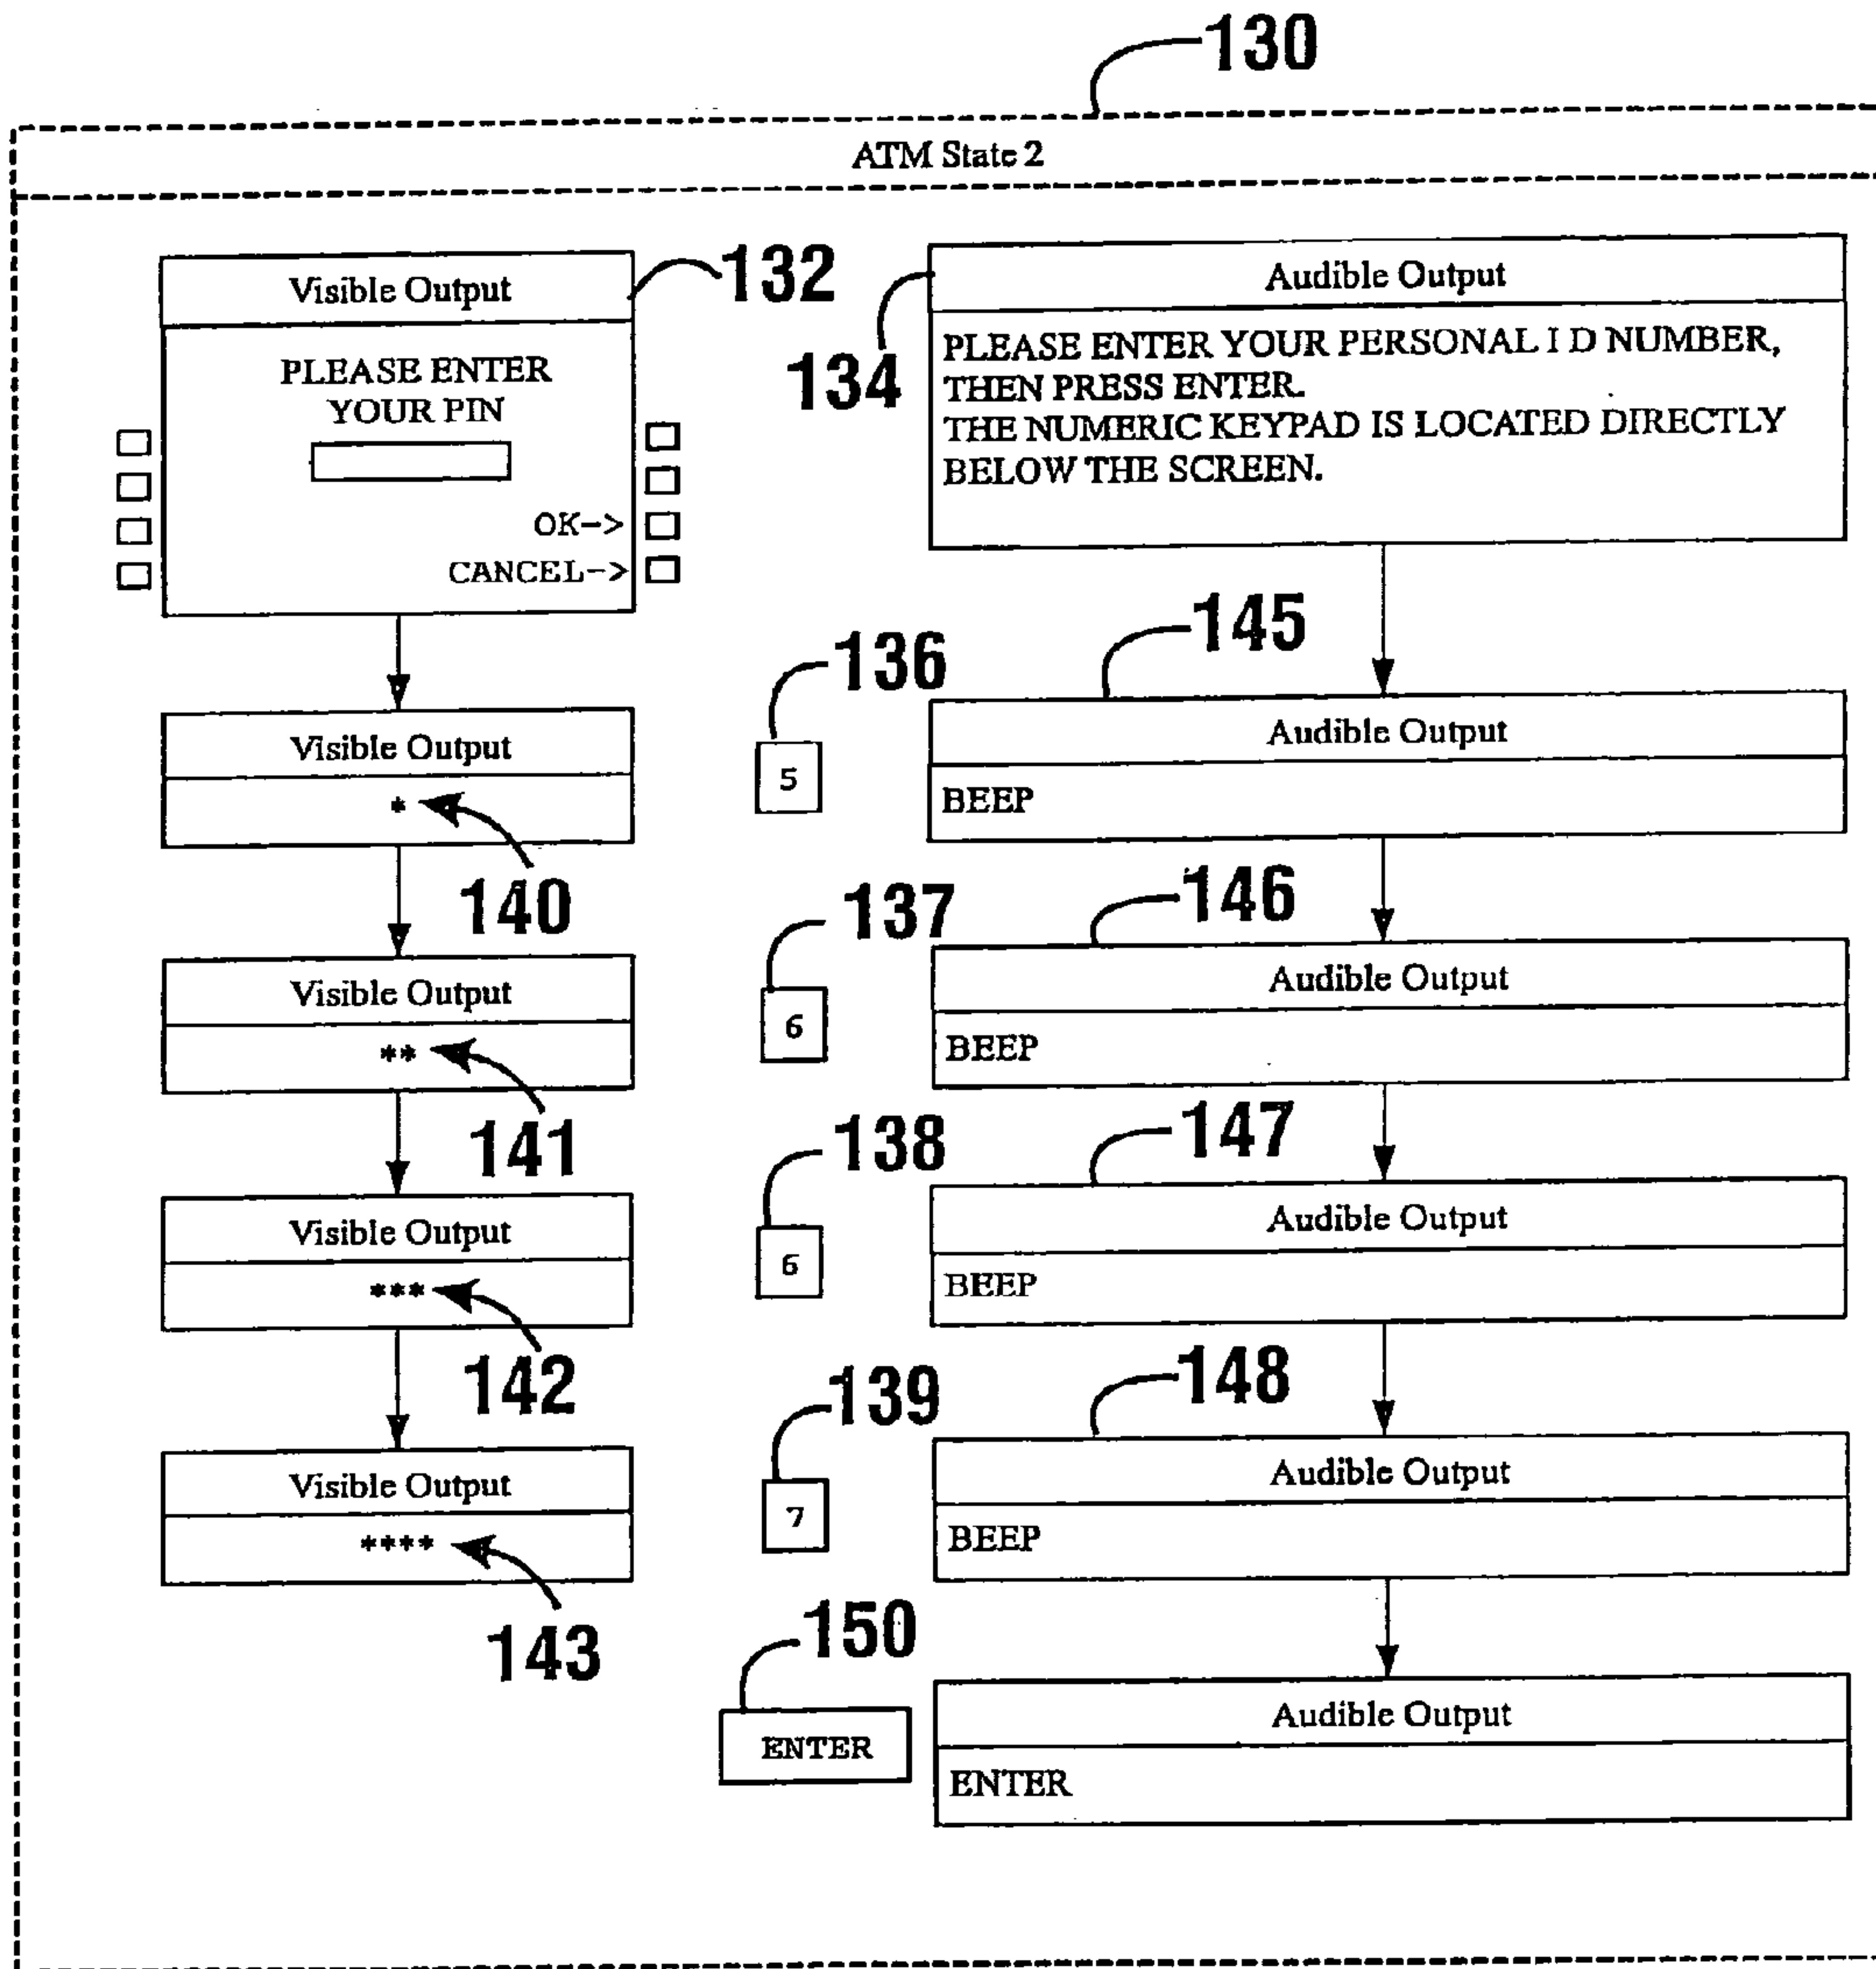 130
ATM State 2
Visible Output
132
PLEASE ENTER
YOUR PIN
OK->
CANCEL->
Audible Output
134
PLEASE ENTER YOUR PERSONAL I D NUMBER,
THEN PRESS ENTER.
THE NUMERIC KEYPAD IS LOCATED DIRECTLY
BELOW THE SCREEN.
136
145
Visible Output
*
140
5
Audible Output
BEEP
137
146
Visible Output
**
141
6
Audible Output
BEEP
138
147
Visible Output
***
142
6
Audible Output
BEEP
139
148
Visible Output
****
143
7
Audible Output
BEEP
150
ENTER
Audible Output
ENTER